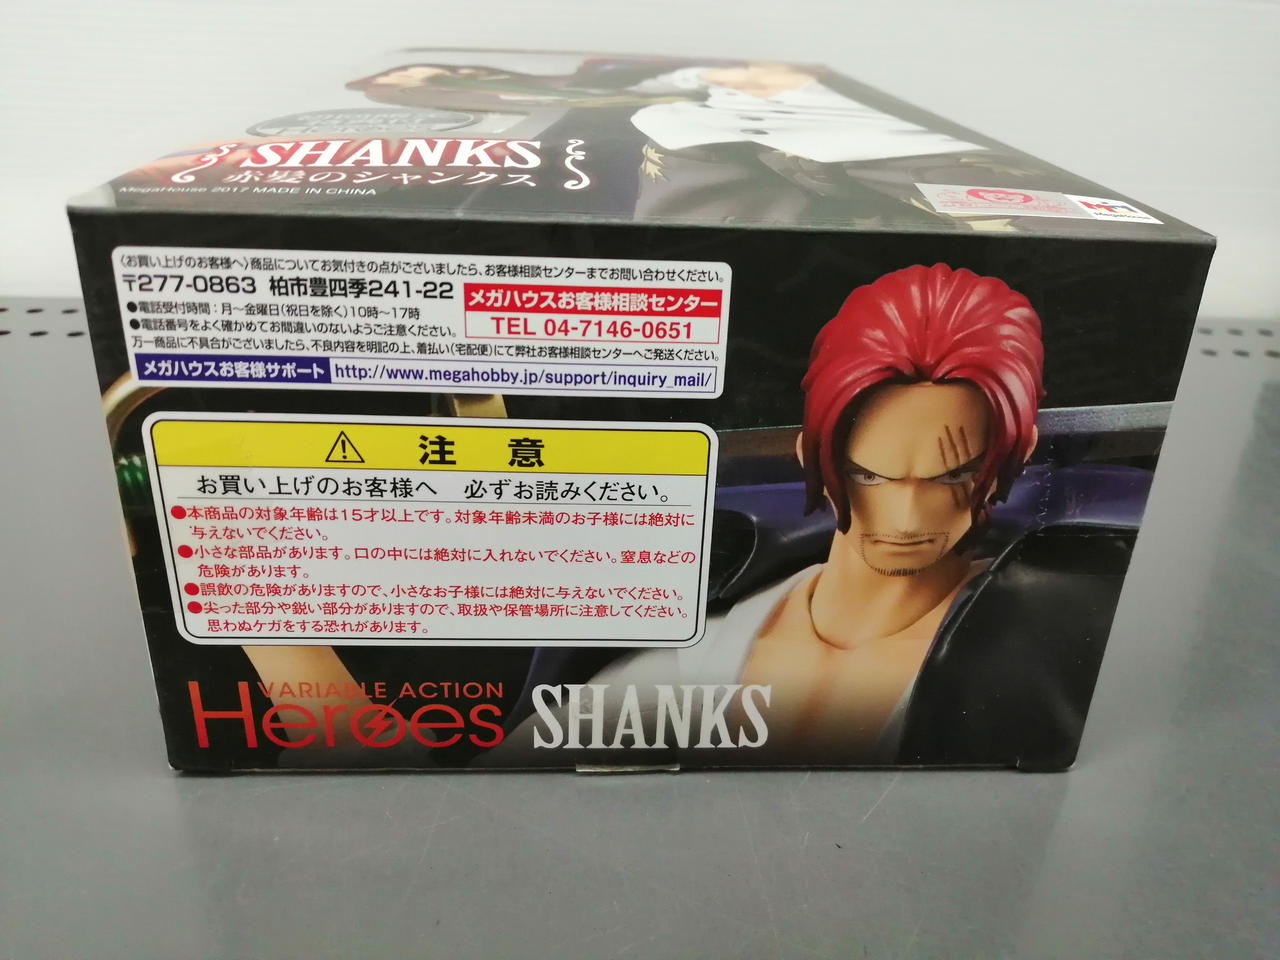 SHANKS
赤髪のシャンクス
MegaHouse 2017 MADE IN CHINA
MegaHouse
〈お買い上げのお客様へ〉商品についてお気付きの点がございましたら、お客様相談センターまでお問い合わせください。
〒277-0863 柏市豊四季241-22
●電話受付時間：月〜金曜日(祝日を除く)10時〜17時
●電話番号をよく確かめてお間違いのないようご注意ください。
メガハウスお客様相談センター
TEL 04-7146-0651
万一商品に不具合がございましたら、不良内容を明記の上、着払い(宅配便)にて弊社お客様相談センターへご発送ください。
メガハウスお客様サポート http://www.megahobby.jp/support/inquiry_mail/
注 意
お買い上げのお客様へ 必ずお読みください。
●本商品の対象年齢は15才以上です。対象年齢未満のお子様には絶対に
与えないでください。
●小さな部品があります。口の中には絶対に入れないでください。窒息などの
危険があります。
●誤飲の危険がありますので、小さなお子様には絶対に与えないでください。
●尖った部分や鋭い部分がありますので、取扱や保管場所に注意してください。
思わぬケガをする恐れがあります。
VARIABLE ACTION
Heroes
SHANKS